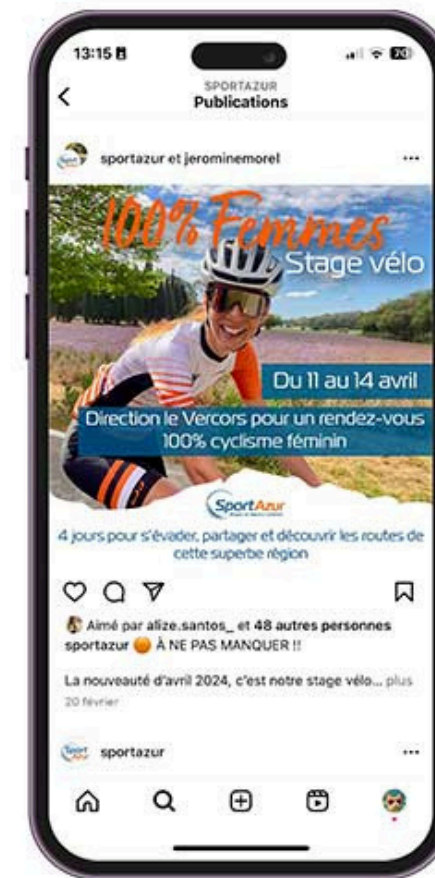 13:15
70
SPORTAZUR
Publications
sportazur et jerominemorel
100% Femmes
Stage vélo
Du 11 au 14 avril
Direction le Vercors pour un rendez-vous
100% cyclisme féminin
SportAzur
4 jours pour s'évader, partager et découvrir les routes de
cette superbe région
Aimé par alize.santos_ et 48 autres personnes
sportazur 🟠 À NE PAS MANQUER !!
La nouveauté d'avril 2024, c'est notre stage vélo... plus
20 février
Sport
Azur
sportazur